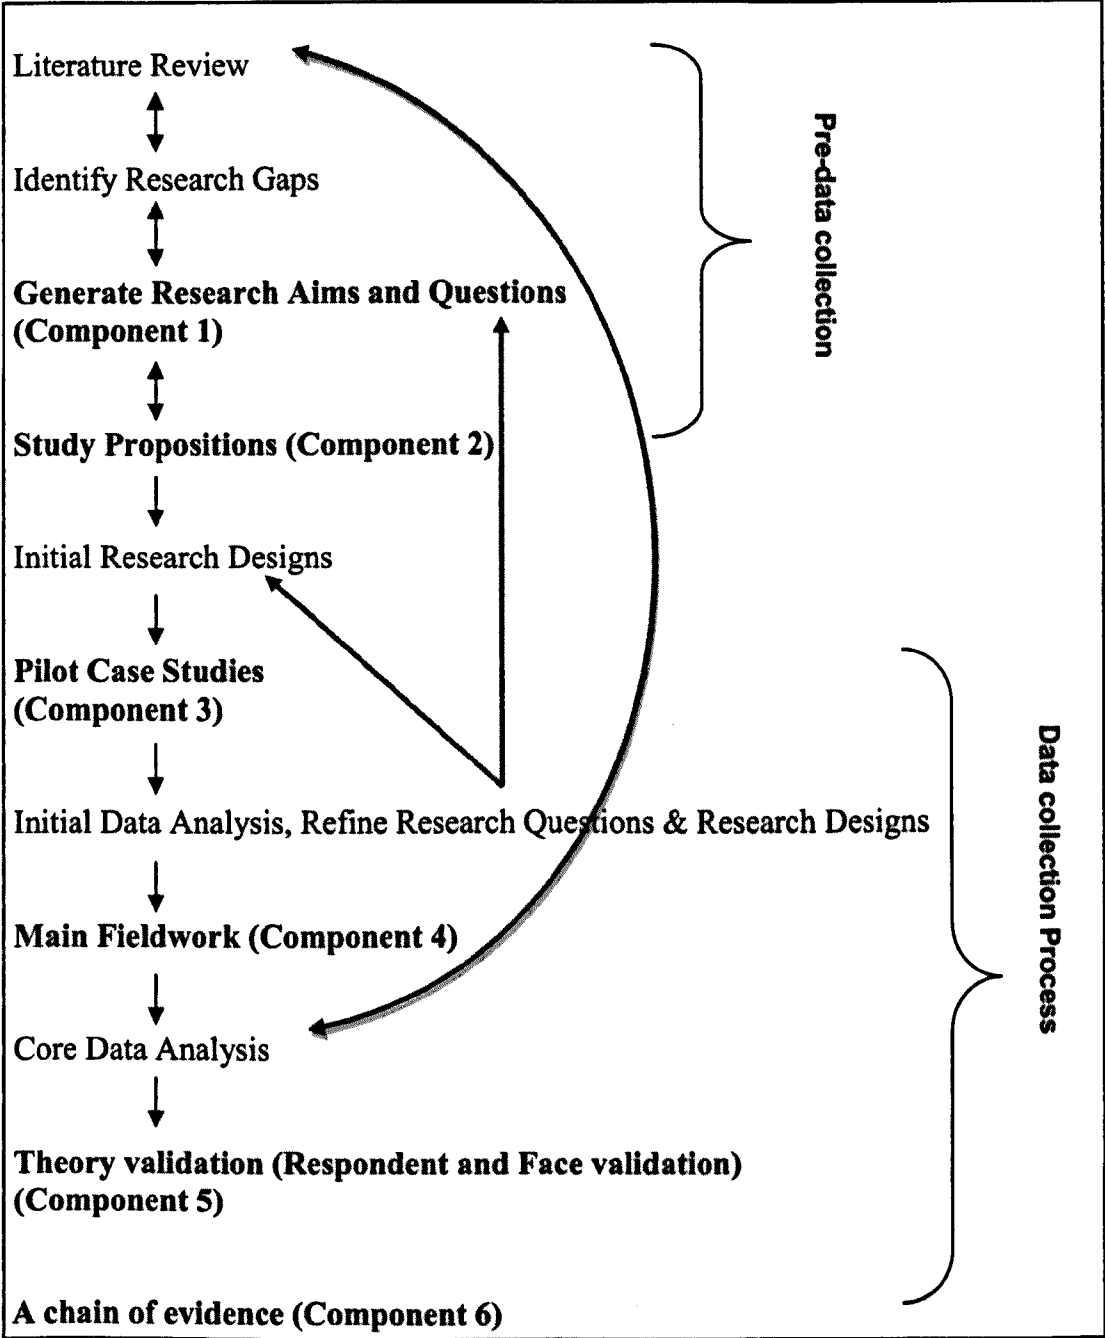 Literature Review
Identify Research Gaps
Generate Research Aims and Questions
(Component 1)
Study Propositions (Component 2)
Initial Research Designs
Pilot Case Studies
(Component 3)
Initial Data Analysis, Refine Research Questions & Research Designs
Main Fieldwork (Component 4)
Core Data Analysis
Theory validation (Respondent and Face validation)
(Component 5)
A chain of evidence (Component 6)
Pre-data collection
Data collection Process